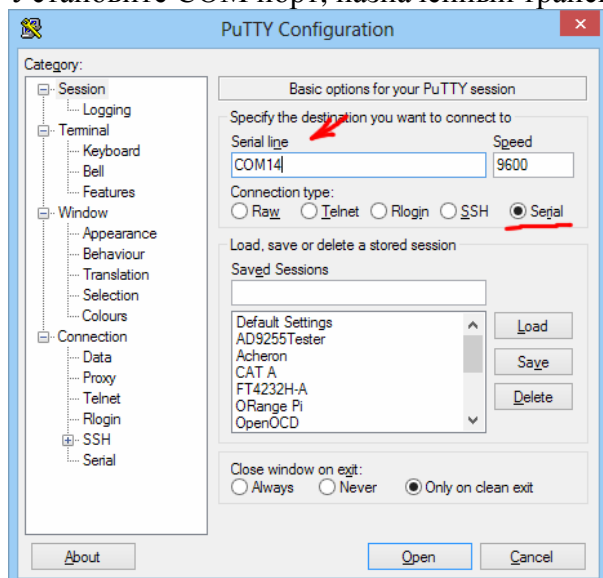 Установите COM порт, назначенный
PuTTY Configuration
Category:
Session
Logging
Terminal
Keyboard
Bell
Features
Window
Appearance
Behaviour
Translation
Selection
Colours
Connection
Data
Proxy
Telnet
Rlogin
SSH
Serial
Basic options for your PuTTY session
Specify the destination you want to connect to
Serial line Speed
COM14 9600
Connection type:
Raw Telnet Rlogin SSH Serial
Load, save or delete a stored session
Saved Sessions
Default Settings
AD9255Tester
Acheron
CAT A
FT4232H-A
ORange Pi
OpenOCD
Load
Save
Delete
Close window on exit:
Always Never Only on clean exit
About Open Cancel